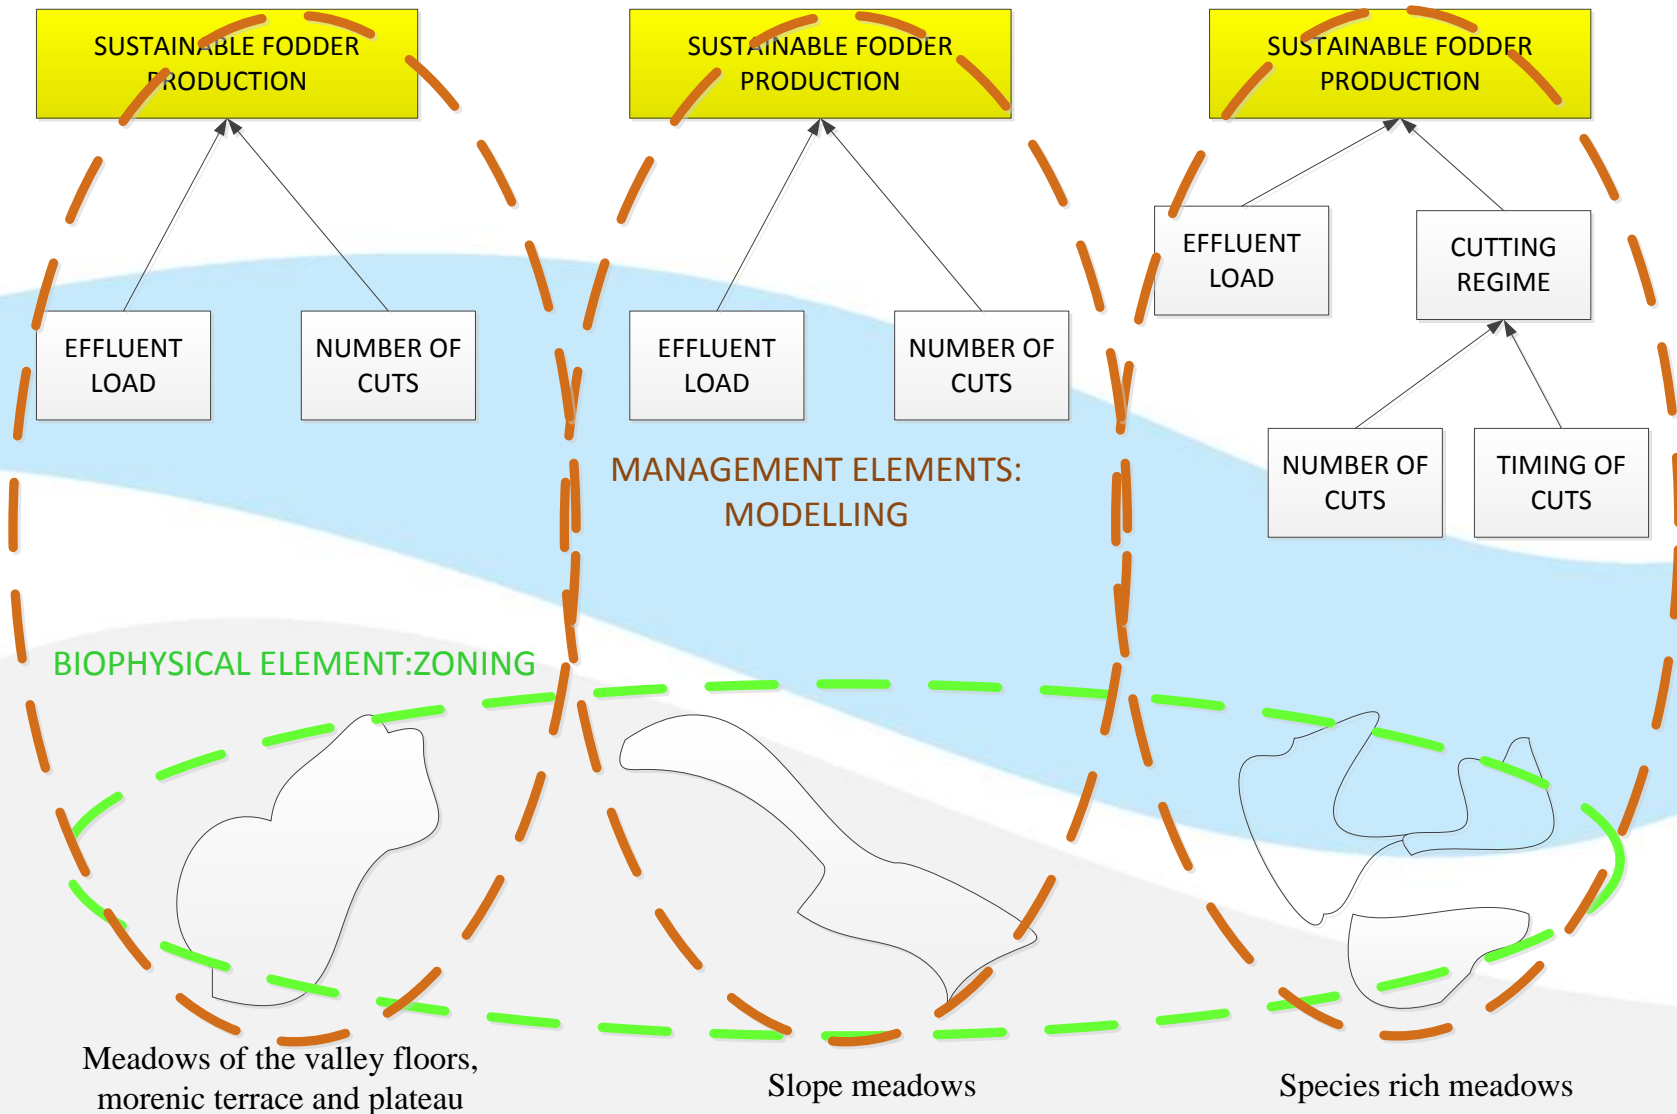 SUSTAINABLE FODDER
PRODUCTION
EFFLUENT
LOAD
NUMBER OF
CUTS
SUSTAINABLE FODDER
PRODUCTION
EFFLUENT
LOAD
NUMBER OF
CUTS
SUSTAINABLE FODDER
PRODUCTION
EFFLUENT
LOAD
CUTTING
REGIME
NUMBER OF
CUTS
TIMING OF
CUTS
MANAGEMENT ELEMENTS:
MODELLING
BIOPHYSICAL ELEMENT:ZONING
Meadows of the valley floors,
morenic terrace and plateau
Slope meadows
Species rich meadows